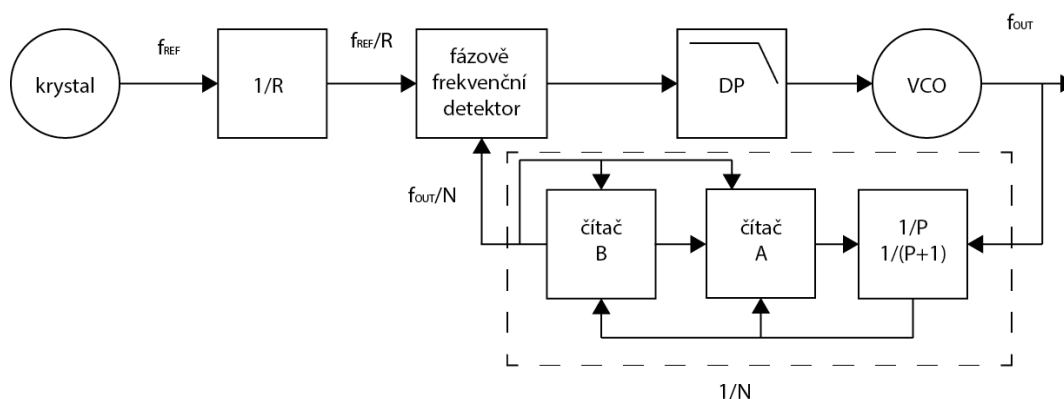 f_OUT
f_REF
f_REF/R
krystal
1/R
fázově
frekvenční
detektor
DP
VCO
f_OUT/N
čítač
B
čítač
A
1/P
1/(P+1)
1/N